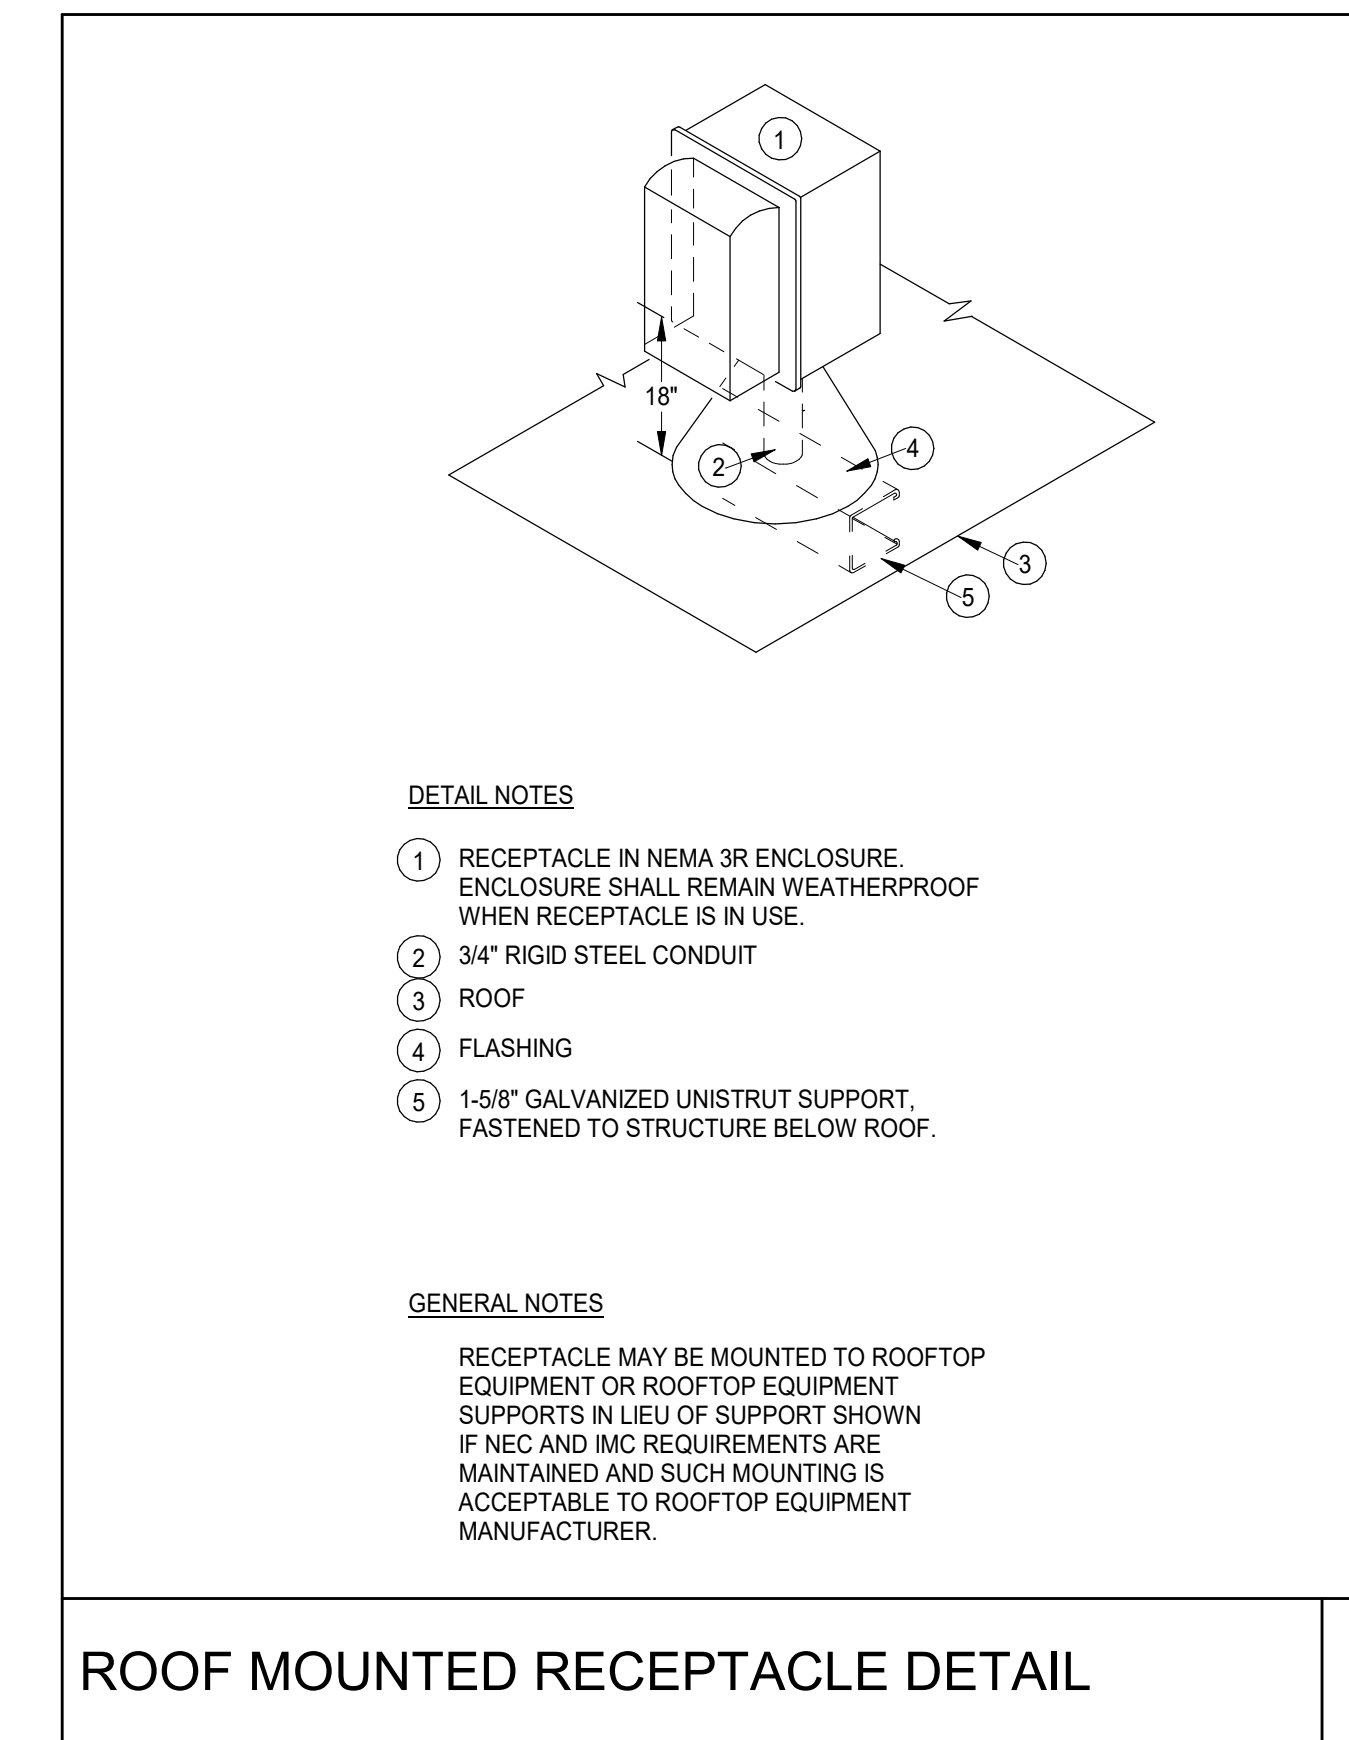 1
18"
2
4
3
5
DETAIL NOTES
1 RECEPTACLE IN NEMA 3R ENCLOSURE.
ENCLOSURE SHALL REMAIN WEATHERPROOF
WHEN RECEPTACLE IS IN USE.
2 3/4" RIGID STEEL CONDUIT
3 ROOF
4 FLASHING
5 1-5/8" GALVANIZED UNISTRUT SUPPORT,
FASTENED TO STRUCTURE BELOW ROOF.
GENERAL NOTES
RECEPTACLE MAY BE MOUNTED TO ROOFTOP
EQUIPMENT OR ROOFTOP EQUIPMENT
SUPPORTS IN LIEU OF SUPPORT SHOWN
IF NEC AND IMC REQUIREMENTS ARE
MAINTAINED AND SUCH MOUNTING IS
ACCEPTABLE TO ROOFTOP EQUIPMENT
MANUFACTURER.
ROOF MOUNTED RECEPTACLE DETAIL